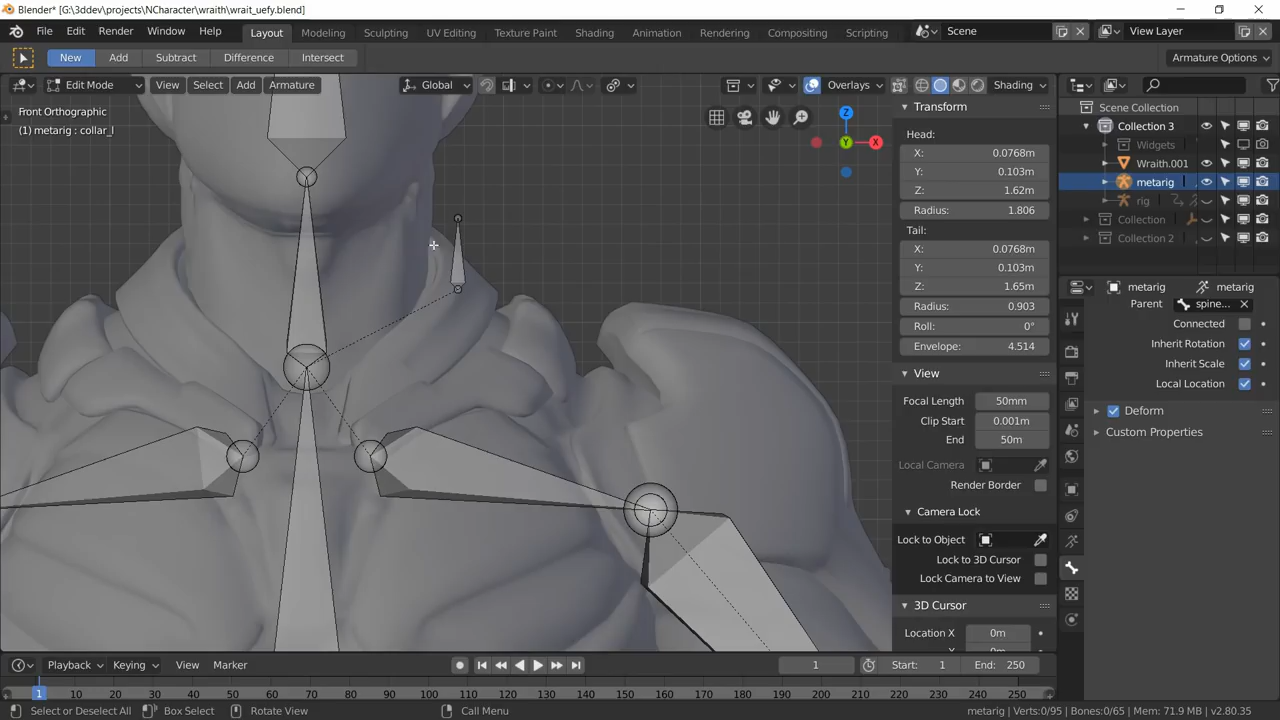 Blender* [G:\3ddev\projects\NCharacter\wraith\wrait_uefy.blend]
File Edit Render Window Help Layout Modeling Sculpting UV Editing Texture Paint Shading Animation Rendering Compositing Scripting Scene View Layer
New Add Subtract Difference Intersect Armature Options
Edit Mode View Select Add Armature Global Overlays Shading
Front Orthographic
(1) metarig : collar_l
Z
X
Y
Transform
Head:
X: 0.0768m
Y: 0.103m
Z: 1.62m
Radius: 1.806
Tail:
X: 0.0768m
Y: 0.103m
Z: 1.65m
Radius: 0.903
Roll: 0°
Envelope: 4.514
View
Focal Length 50mm
Clip Start 0.001m
End 50m
Local Camera
Render Border
Camera Lock
Lock to Object
Lock to 3D Cursor
Lock Camera to View
3D Cursor
Location X 0m
Scene Collection
Collection 3
Widgets
Wraith.001
metarig
rig
Collection
Collection 2
metarig metarig
Parent spine...
Connected
Inherit Rotation
Inherit Scale
Local Location
Deform
Custom Properties
Playback Keying View Marker 1 Start: 1 End: 250
1 10 20 30 40 50 60 70 80 90 100 110 120 130 140 150 160 170 180 190 200 210 220 230 240 250
Select or Deselect All Box Select Rotate View Call Menu metarig | Verts:0/95 | Bones:0/65 | Mem: 71.9 MB | v2.80.35